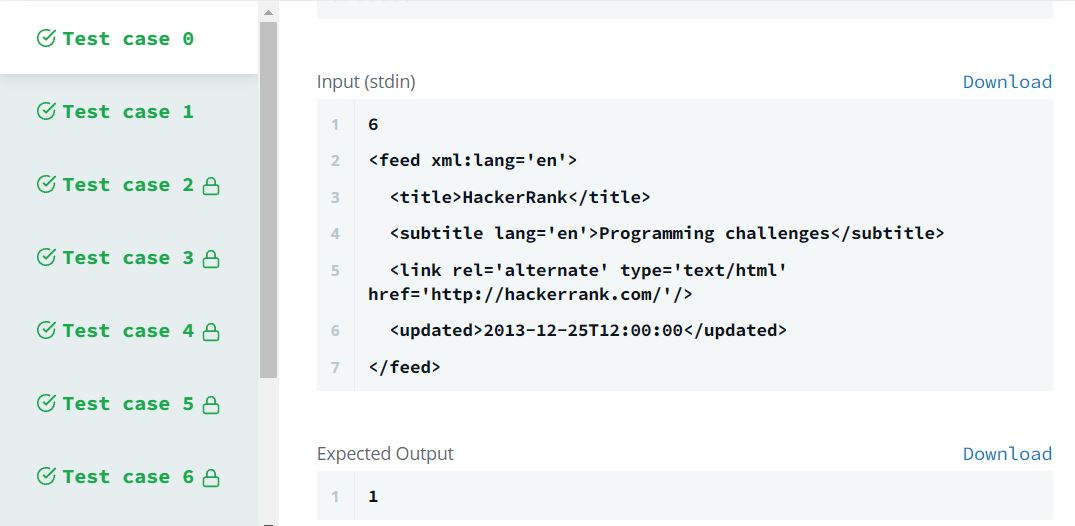 Test case 0
Test case 1
Test case 2
Test case 3
Test case 4
Test case 5
Test case 6
Input (stdin)
Download
1 6
2 <feed xml:lang='en'>
3   <title>HackerRank</title>
4   <subtitle lang='en'>Programming challenges</subtitle>
5   <link rel='alternate' type='text/html'
href='http://hackerrank.com/'/>
6   <updated>2013-12-25T12:00:00</updated>
7 </feed>
Expected Output
Download
1 1